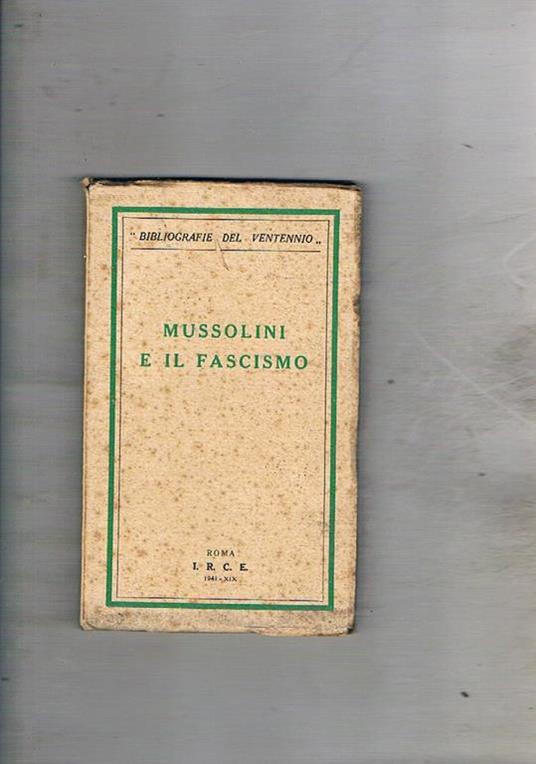 " BIBLIOGRAFIE DEL VENTENNIO „
MUSSOLINI
E IL FASCISMO
ROMA
I. R. C. E.
1941 - XIX